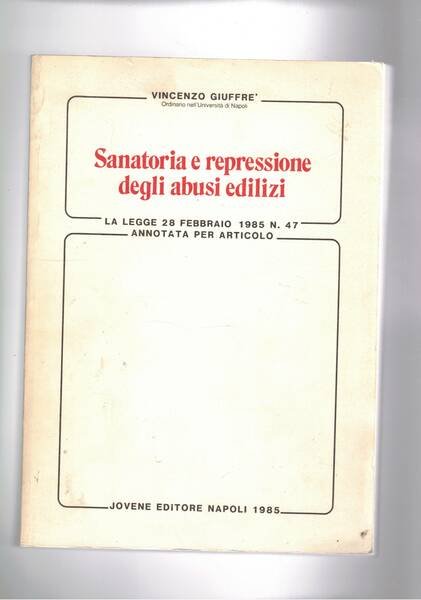 VINCENZO GIUFFRE'
Ordinario nell'Università di Napoli
Sanatoria e repressione
degli abusi edilizi
LA LEGGE 28 FEBBRAIO 1985 N. 47
ANNOTATA PER ARTICOLO
JOVENE EDITORE NAPOLI 1985